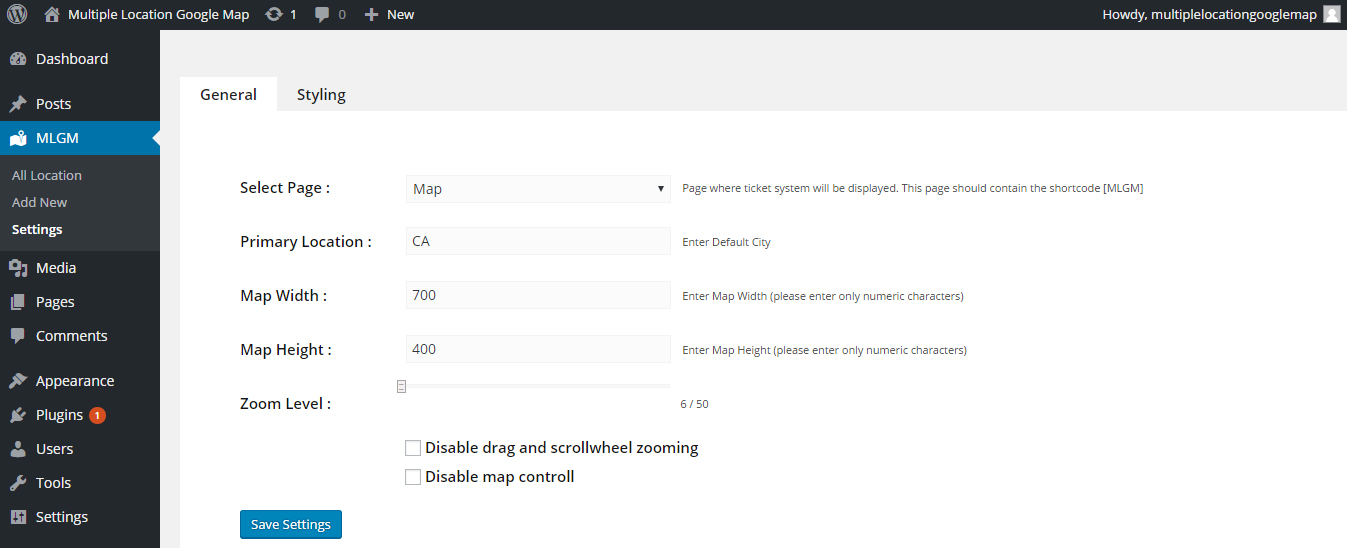 Multiple Location Google Map 1 0 New Howdy, multiplelocationgooglemap
Dashboard
Posts
MLGM
All Location
Add New
Settings
Media
Pages
Comments
Appearance
Plugins 1
Users
Tools
Settings
General Styling
Select Page : Map Page where ticket system will be displayed. This page should contain the shortcode [MLGM]
Primary Location : CA Enter Default City
Map Width : 700 Enter Map Width (please enter only numeric characters)
Map Height : 400 Enter Map Height (please enter only numeric characters)
Zoom Level : 6 / 50
Disable drag and scrollwheel zooming
Disable map controll
Save Settings